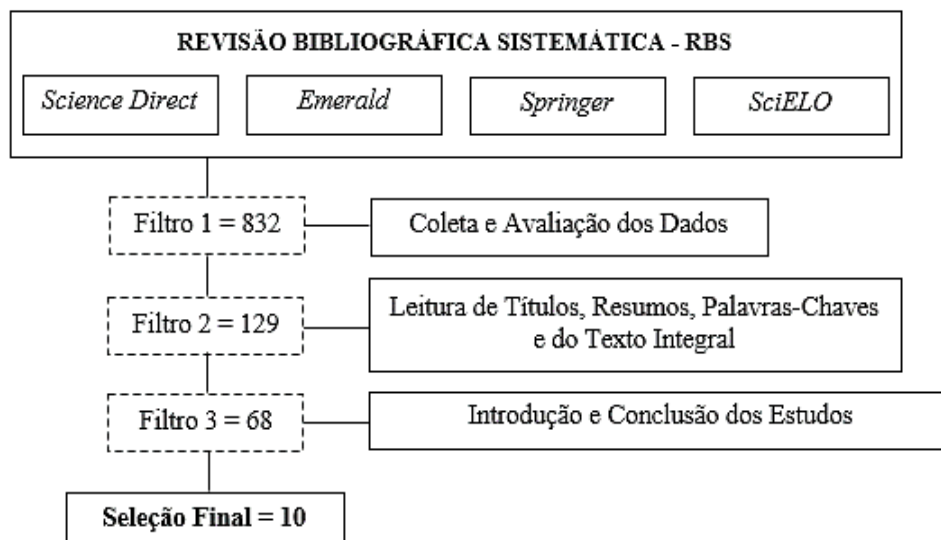 REVISÃO BIBLIOGRÁFICA SISTEMÁTICA - RBS
Science Direct
Emerald
Springer
SciELO
Filtro 1 = 832
Coleta e Avaliação dos Dados
Filtro 2 = 129
Leitura de Títulos, Resumos, Palavras-Chaves
e do Texto Integral
Filtro 3 = 68
Introdução e Conclusão dos Estudos
Seleção Final = 10